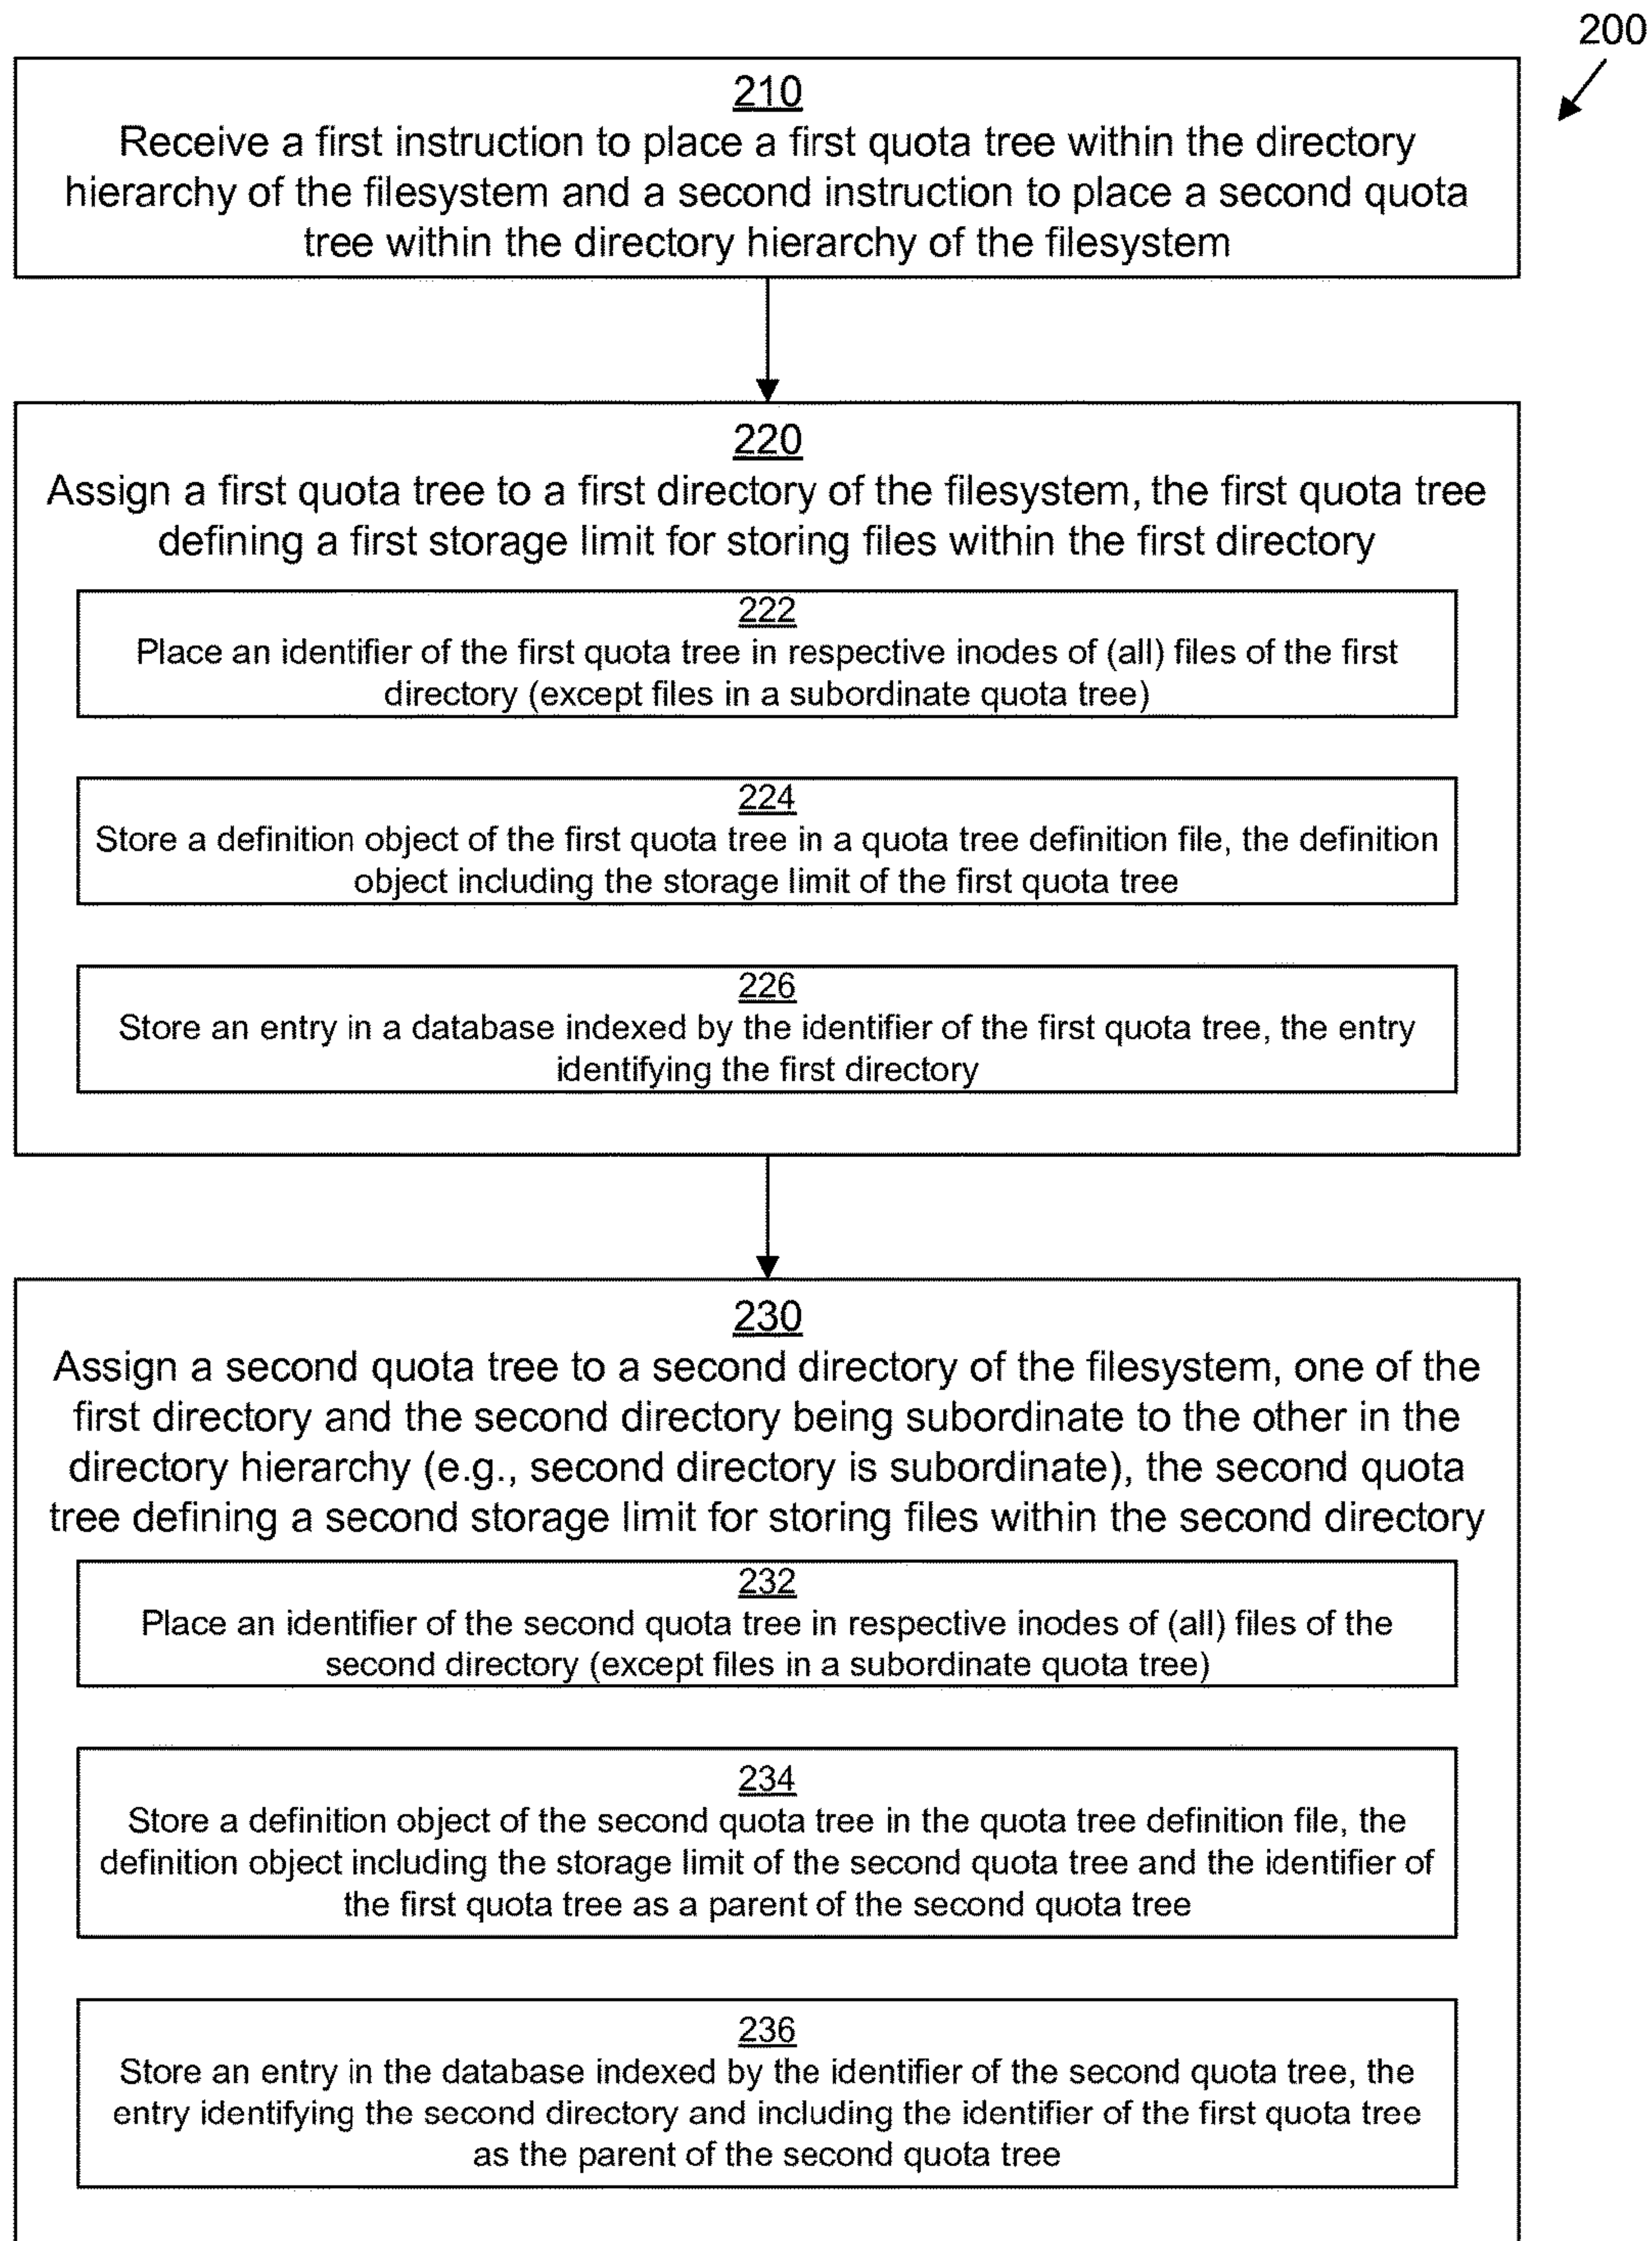 200
210
Receive a first instruction to place a first quota tree within the directory
hierarchy of the filesystem and a second instruction to place a second quota
tree within the directory hierarchy of the filesystem
220
Assign a first quota tree to a first directory of the filesystem, the first quota tree
defining a first storage limit for storing files within the first directory
222
Place an identifier of the first quota tree in respective inodes of (all) files of the first
directory (except files in a subordinate quota tree)
224
Store a definition object of the first quota tree in a quota tree definition file, the definition
object including the storage limit of the first quota tree
226
Store an entry in a database indexed by the identifier of the first quota tree, the entry
identifying the first directory
230
Assign a second quota tree to a second directory of the filesystem, one of the
first directory and the second directory being subordinate to the other in the
directory hierarchy (e.g., second directory is subordinate), the second quota
tree defining a second storage limit for storing files within the second directory
232
Place an identifier of the second quota tree in respective inodes of (all) files of the
second directory (except files in a subordinate quota tree)
234
Store a definition object of the second quota tree in the quota tree definition file, the
definition object including the storage limit of the second quota tree and the identifier of
the first quota tree as a parent of the second quota tree
236
Store an entry in the database indexed by the identifier of the second quota tree, the
entry identifying the second directory and including the identifier of the first quota tree
as the parent of the second quota tree